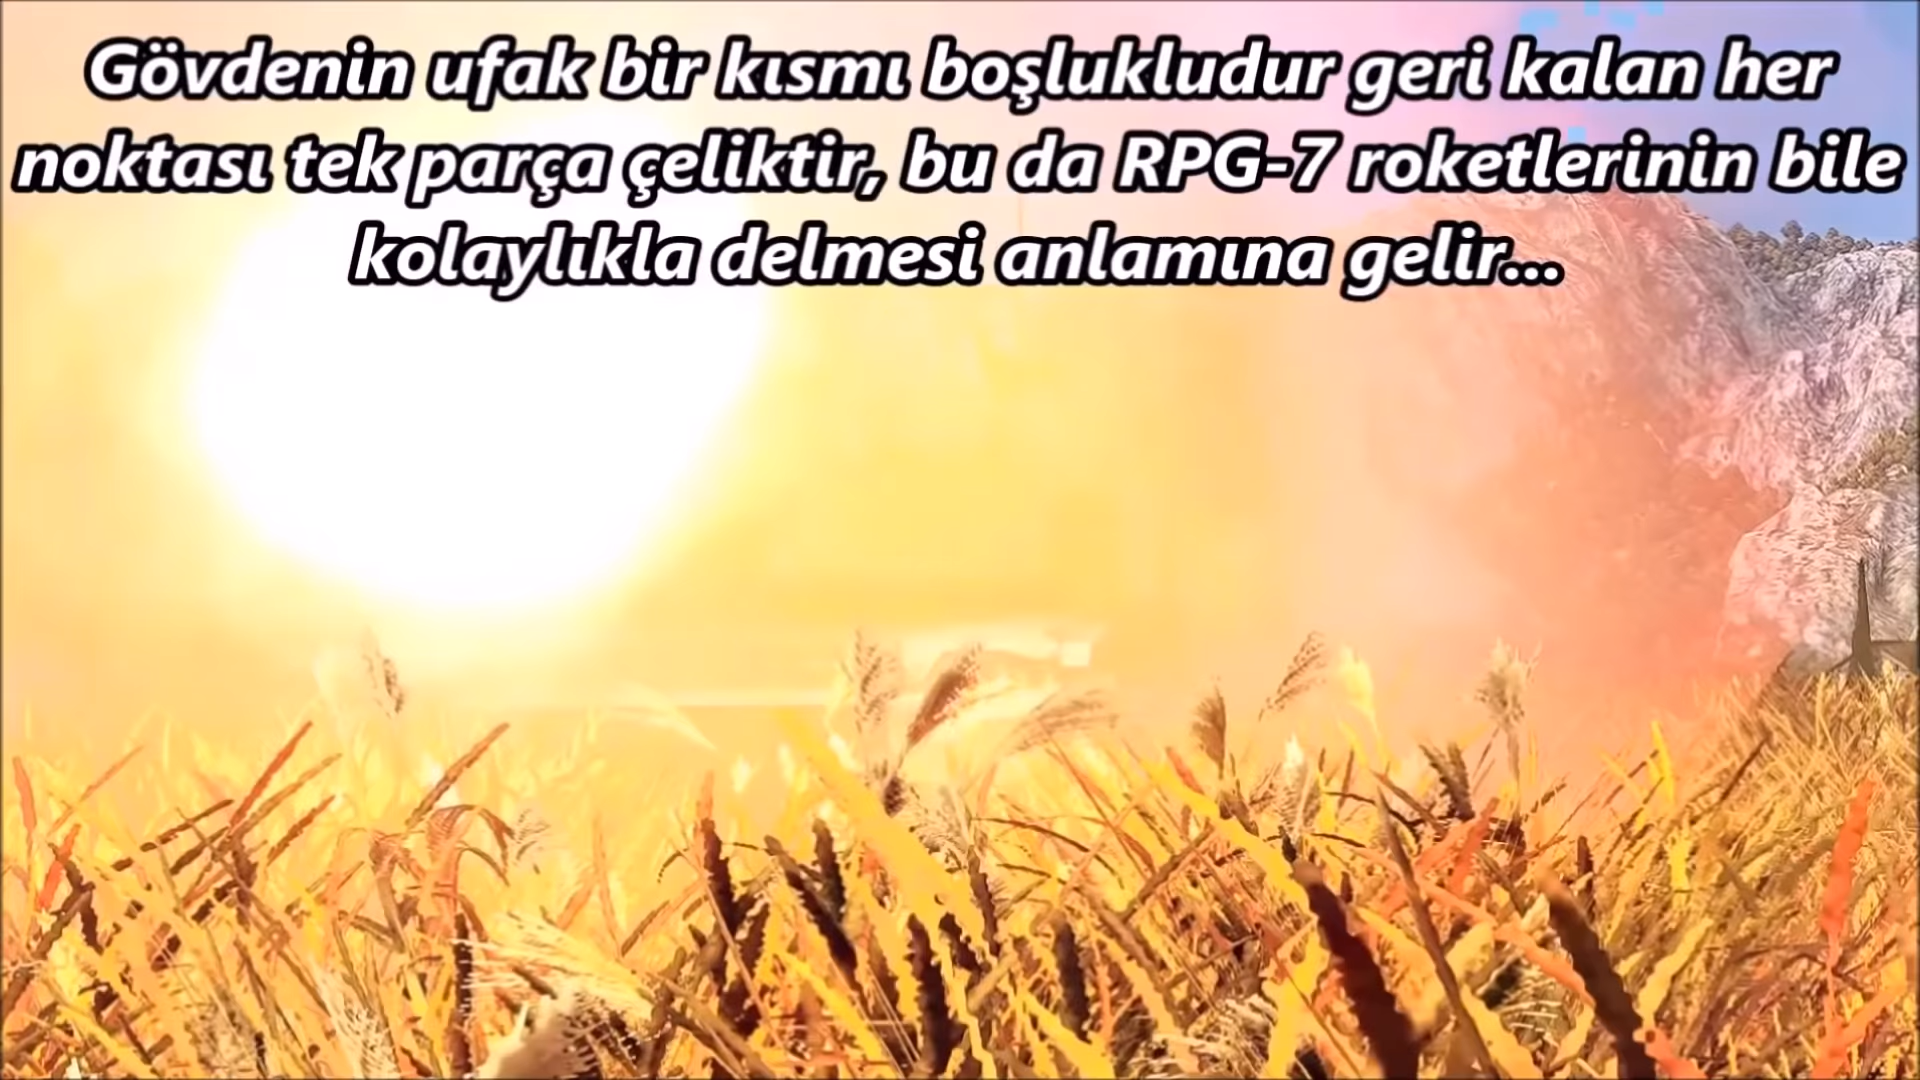 Gövdenin ufak bir kısmı boşlukludur geri kalan her
noktası tek parça çeliktir, bu da RPG-7 roketlerinin bile
kolaylıkla delmesi anlamına gelir...